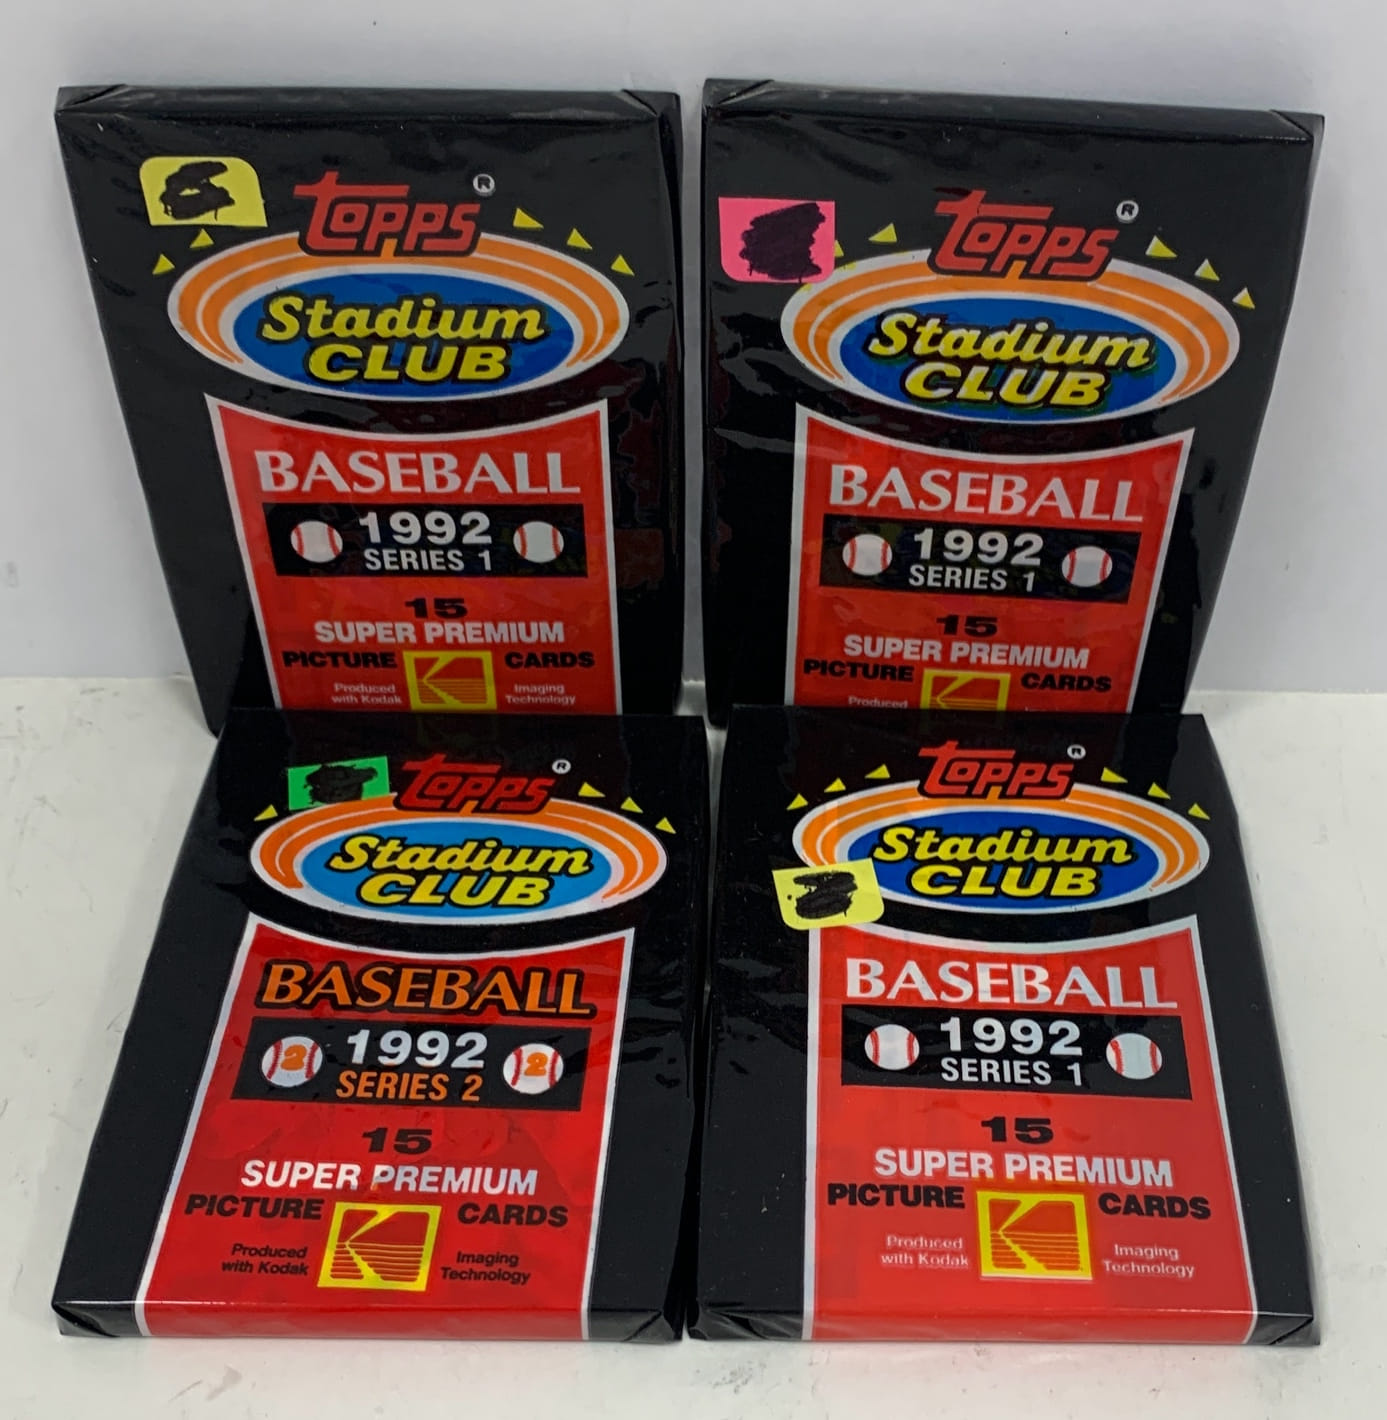 TOPPS ®
Stadium
CLUB
BASEBALL
1992
SERIES 1
15
SUPER PREMIUM
PICTURE CARDS
Produced
with Kodak
Imaging
Technology
TOPPS ®
Stadium
CLUB
BASEBALL
1992
SERIES 1
15
SUPER PREMIUM
PICTURE CARDS
Produced
TOPPS ®
Stadium
CLUB
BASEBALL
2 1992 2
SERIES 2
15
SUPER PREMIUM
PICTURE CARDS
Produced
with Kodak
Imaging
Technology
TOPPS ®
Stadium
CLUB
BASEBALL
1992
SERIES 1
15
SUPER PREMIUM
PICTURE CARDS
Produced
with Kodak
Imaging
Technology